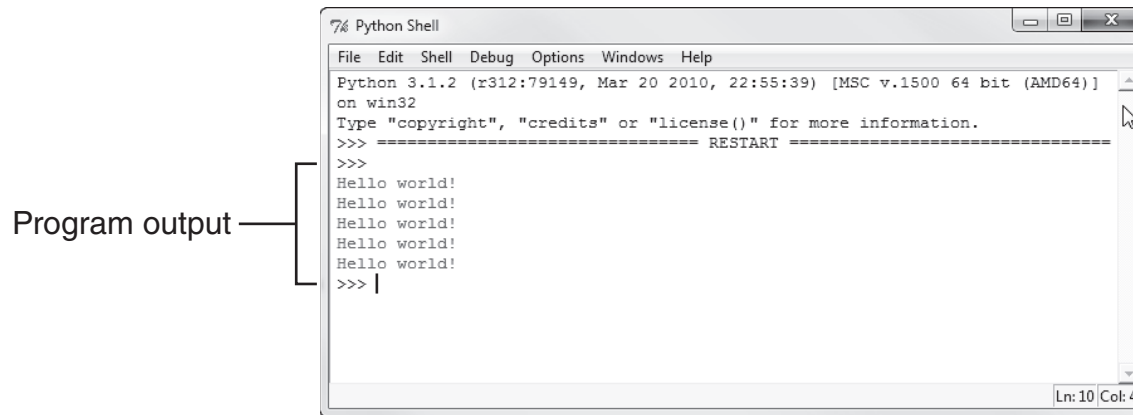 Python Shell
File Edit Shell Debug Options Windows Help
Python 3.1.2 (r312:79149, Mar 20 2010, 22:55:39) [MSC v.1500 64 bit (AMD64)]
on win32
Type "copyright", "credits" or "license()" for more information.
>>> ================================ RESTART ================================
>>>
Hello world!
Hello world!
Hello world!
Hello world!
Hello world!
>>>
Program output
Ln: 10 Col: 4